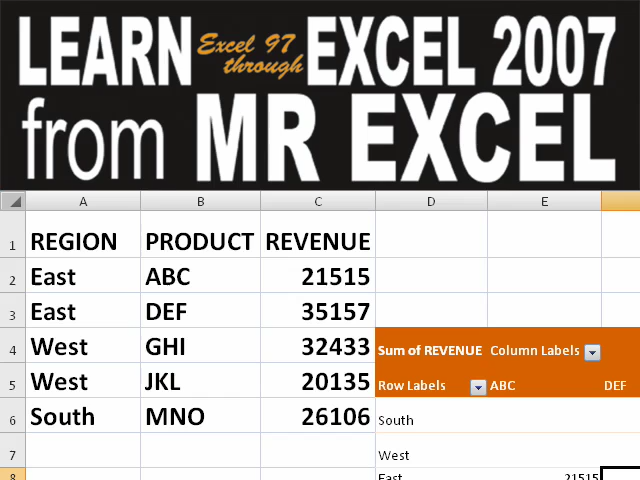 LEARN Excel 97 through EXCEL 2007
from MR EXCEL
A B C D E
1 REGION PRODUCT REVENUE
2 East ABC 21515
3 East DEF 35157
4 West GHI 32433 Sum of REVENUE Column Labels
5 West JKL 20135 Row Labels ABC DEF
6 South MNO 26106 South
7 West
8 East 21515